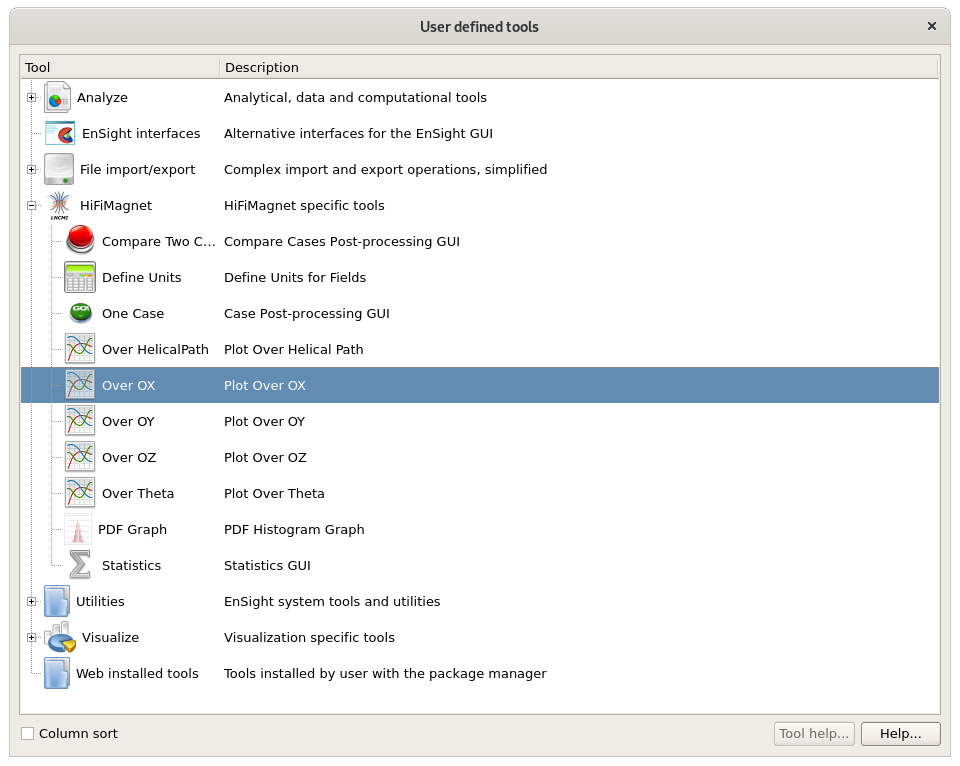 User defined tools
Tool Description
Analyze Analytical, data and computational tools
EnSight interfaces Alternative interfaces for the EnSight GUI
File import/export Complex import and export operations, simplified
HiFiMagnet HiFiMagnet specific tools
LNCMI
Compare Two C... Compare Cases Post-processing GUI
Define Units Define Units for Fields
GO! One Case Case Post-processing GUI
Over HelicalPath Plot Over Helical Path
Over OX Plot Over OX
Over OY Plot Over OY
Over OZ Plot Over OZ
Over Theta Plot Over Theta
PDF Graph PDF Histogram Graph
Statistics Statistics GUI
Utilities EnSight system tools and utilities
Visualize Visualization specific tools
Web installed tools Tools installed by user with the package manager
Column sort Tool help... Help...